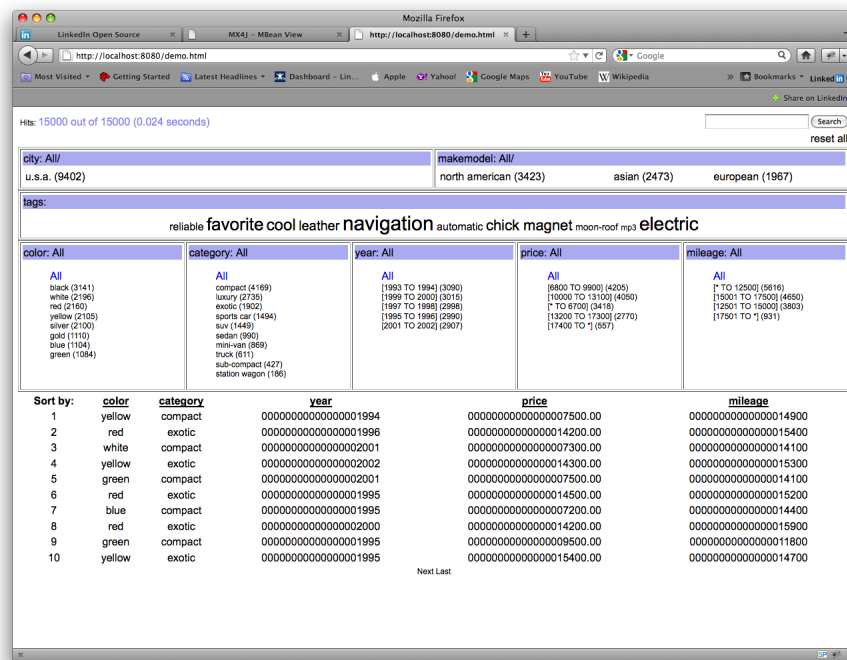 Mozilla Firefox
LinkedIn Open Source × MX4J – MBean View × http://localhost:8080/demo.html × +
http://localhost:8080/demo.html Google
Most Visited Getting Started Latest Headlines Dashboard – Lin... Apple Yahoo! Google Maps YouTube Wikipedia » Bookmarks Linked in
Share on LinkedIn
Hits: 15000 out of 15000 (0.024 seconds) Search
reset all
city: All/ makemodel: All/
u.s.a. (9402) north american (3423) asian (2473) european (1967)
tags:
reliable favorite cool leather navigation automatic chick magnet moon-roof mp3 electric
color: All category: All year: All price: All mileage: All
All All All All All
black (3141) compact (4169) [1993 TO 1994] (3090) [6800 TO 9900] (4205) [* TO 12500] (5616)
white (2196) luxury (2735) [1999 TO 2000] (3015) [10000 TO 13100] (4050) [15001 TO 17500] (4650)
red (2160) exotic (1902) [1997 TO 1998] (2998) [* TO 6700] (3418) [12501 TO 15000] (3803)
yellow (2105) sports car (1494) [1995 TO 1996] (2990) [13200 TO 17300] (2770) [17501 TO *] (931)
silver (2100) suv (1449) [2001 TO 2002] (2907) [17400 TO *] (557)
gold (1110) sedan (990)
blue (1104) mini-van (869)
green (1084) truck (611)
sub-compact (427)
station wagon (186)
Sort by: color category year price mileage
1 yellow compact 00000000000000001994 00000000000000007500.00 00000000000000014900
2 red exotic 00000000000000001996 00000000000000014200.00 00000000000000015400
3 white compact 00000000000000002001 00000000000000007300.00 00000000000000014100
4 yellow exotic 00000000000000002002 00000000000000014300.00 00000000000000015300
5 green compact 00000000000000002001 00000000000000007500.00 00000000000000014100
6 red exotic 00000000000000001995 00000000000000014500.00 00000000000000015200
7 blue compact 00000000000000001995 00000000000000007200.00 00000000000000014400
8 red exotic 00000000000000002000 00000000000000014200.00 00000000000000015900
9 green compact 00000000000000001995 00000000000000009500.00 00000000000000011800
10 yellow exotic 00000000000000001995 00000000000000015400.00 00000000000000014700
Next Last